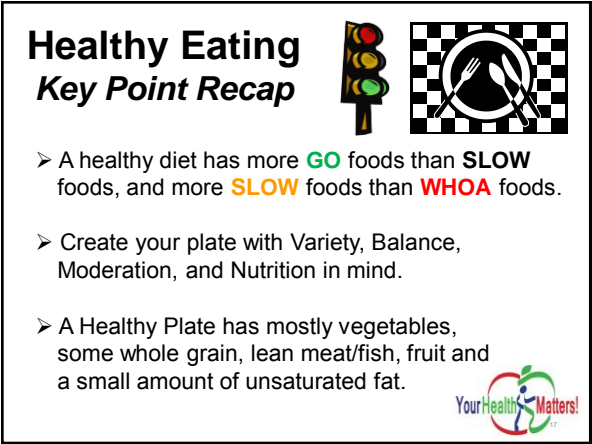 Healthy Eating
Key Point Recap
➢ A healthy diet has more GO foods than SLOW
foods, and more SLOW foods than WHOA foods.
➢ Create your plate with Variety, Balance,
Moderation, and Nutrition in mind.
➢ A Healthy Plate has mostly vegetables,
some whole grain, lean meat/fish, fruit and
a small amount of unsaturated fat.
Your Health Matters!
17